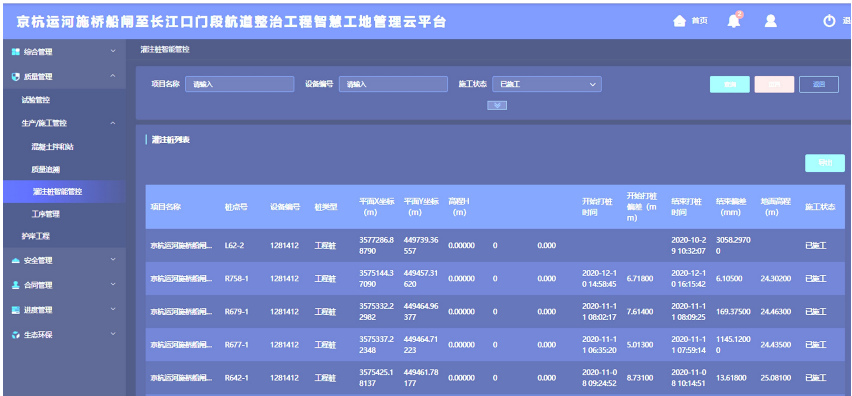 京杭运河施桥船闸至长江口门段航道整治工程智慧工地管理云平台
首页
综合管理
质量管理
试验管控
生产/施工管控
混凝土拌和站
质量追溯
灌注桩智能管控
工序管理
护岸工程
安全管理
合同管理
进度管理
生态环保
灌注桩智能管控
项目名称 请输入 设备编号 请输入 施工状态 已施工
返回
灌注桩列表
项目名称 桩点号 设备编号 桩类型 平面X坐标(m) 平面Y坐标(m) 高程H(m) 开始打桩时间 开始打桩偏差(mm) 结束打桩时间 结束偏差(mm) 地面高程(m) 施工状态
京杭运河施桥船闸... L62-2 1281412 工程桩 3577286.88790 449739.36557 0.00000 0 0.000 2020-10-29 10:32:07 3058.29700 已施工
京杭运河施桥船闸... R758-1 1281412 工程桩 3575144.37090 449457.31620 0.00000 0 0.000 2020-12-10 14:58:45 6.71800 2020-12-10 16:15:42 6.10500 24.30200 已施工
京杭运河施桥船闸... R679-1 1281412 工程桩 3575332.22982 449464.96377 0.00000 0 0.000 2020-11-11 08:02:17 7.61400 2020-11-11 08:09:25 169.37500 24.46300 已施工
京杭运河施桥船闸... R677-1 1281412 工程桩 3575337.22348 449464.71223 0.00000 0 0.000 2020-11-11 06:35:20 5.01300 2020-11-11 07:59:14 1145.12000 24.43500 已施工
京杭运河施桥船闸... R642-1 1281412 工程桩 3575425.18137 449461.78177 0.00000 0 0.000 2020-11-08 09:24:52 8.73100 2020-11-08 10:14:51 13.61800 25.08100 已施工